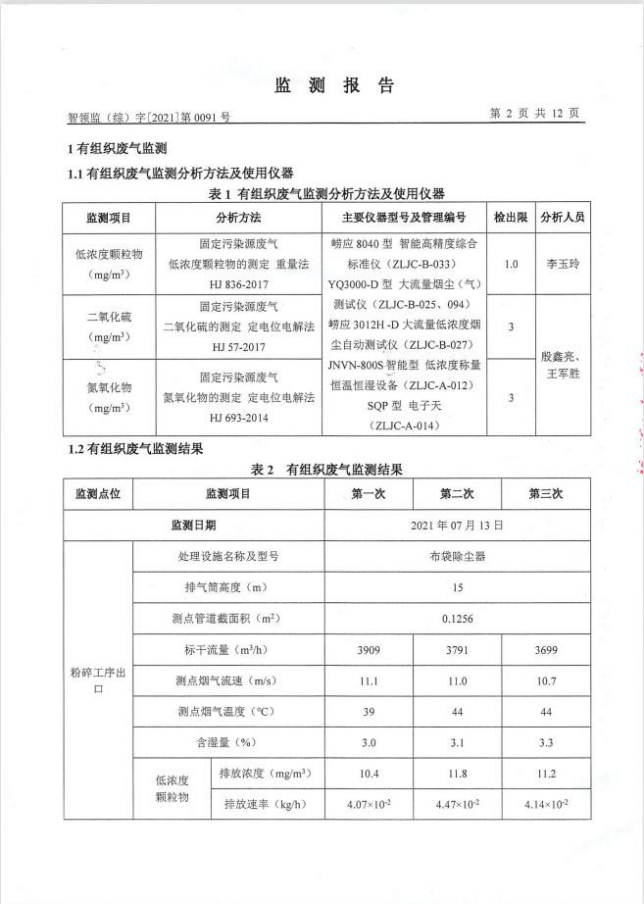 监 测 报 告
智领监（综）字[2021]第 0091 号
第 2 页 共 12 页
1 有组织废气监测
1.1 有组织废气监测分析方法及使用仪器
表 1 有组织废气监测分析方法及使用仪器
监测项目 分析方法 主要仪器型号及管理编号 检出限 分析人员
低浓度颗粒物
（mg/m³）
固定污染源废气
低浓度颗粒物的测定 重量法
HJ 836-2017
二氧化硫
（mg/m³）
固定污染源废气
二氧化硫的测定 定电位电解法
HJ 57-2017
氮氧化物
（mg/m³）
固定污染源废气
氮氧化物的测定 定电位电解法
HJ 693-2014
崂应 8040 型 智能高精度综合
标准仪（ZLJC-B-033）
YQ3000-D 型 大流量烟尘（气）
测试仪（ZLJC-B-025、094）
崂应 3012H -D 大流量低浓度烟
尘自动测试仪（ZLJC-B-027）
JNVN-800S 智能型 低浓度称量
恒温恒湿设备（ZLJC-A-012）
SQP 型 电子天
（ZLJC-A-014）
1.0
3
3
李玉玲
殷鑫亮、
王军胜
1.2 有组织废气监测结果
表 2 有组织废气监测结果
监测点位 监测项目 第一次 第二次 第三次
监测日期 2021 年 07 月 13 日
粉碎工序出
口
处理设施名称及型号 布袋除尘器
排气筒高度（m） 15
测点管道截面积（m²） 0.1256
标干流量（m³/h） 3909 3791 3699
测点烟气流速（m/s） 11.1 11.0 10.7
测点烟气温度（℃） 39 44 44
含湿量（%） 3.0 3.1 3.3
低浓度
颗粒物
排放浓度（mg/m³） 10.4 11.8 11.2
排放速率（kg/h） 4.07×10⁻² 4.47×10⁻² 4.14×10⁻²